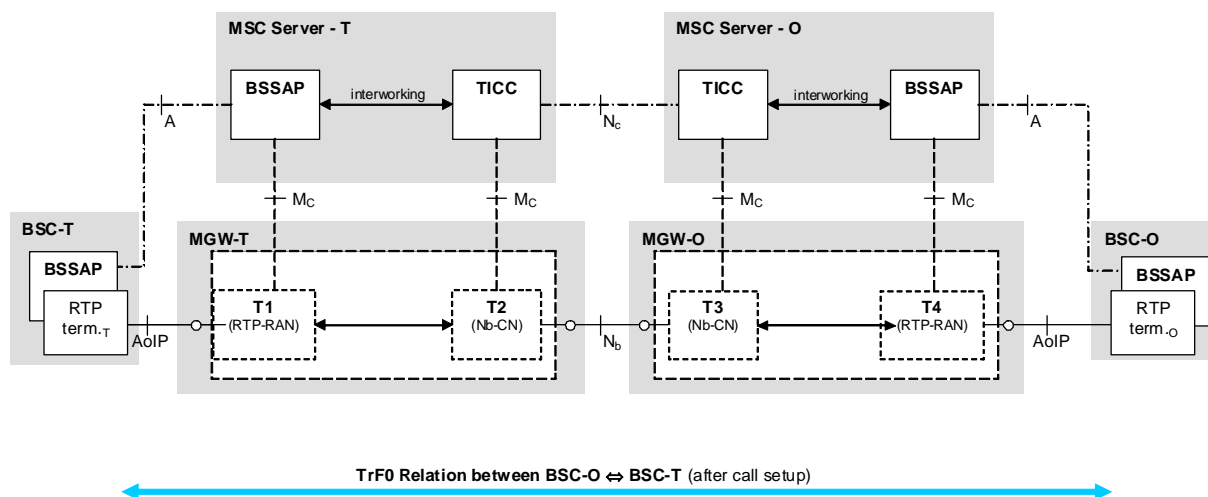 MSC Server - T
MSC Server - O
BSSAP
interworking
TICC
TICC
interworking
BSSAP
A
Nc
A
MC
MC
MC
MC
BSC-T
MGW-T
MGW-O
BSC-O
BSSAP
BSSAP
RTP
term.T
T1
(RTP-RAN)
T2
(Nb-CN)
T3
(Nb-CN)
T4
(RTP-RAN)
RTP
term.O
AoIP
Nb
AoIP
TrF0 Relation between BSC-O ⇔ BSC-T (after call setup)